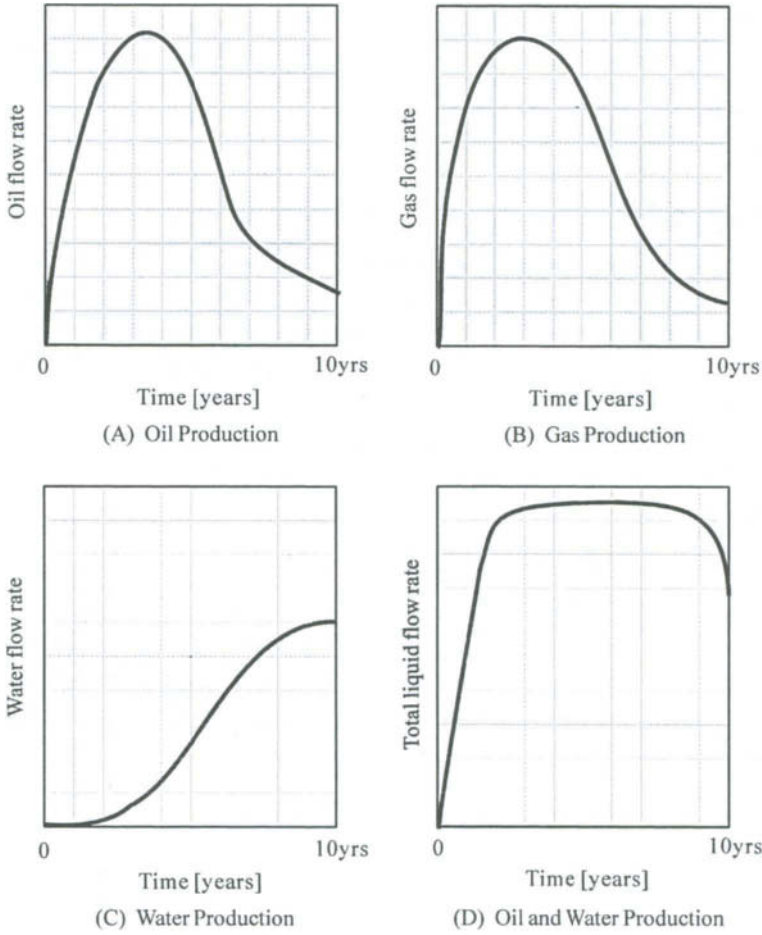 Oil flow rate
0
10yrs
Time [years]
(A) Oil Production
Gas flow rate
0
10yrs
Time [years]
(B) Gas Production
Water flow rate
0
10yrs
Time [years]
(C) Water Production
Total liquid flow rate
0
10yrs
Time [years]
(D) Oil and Water Production